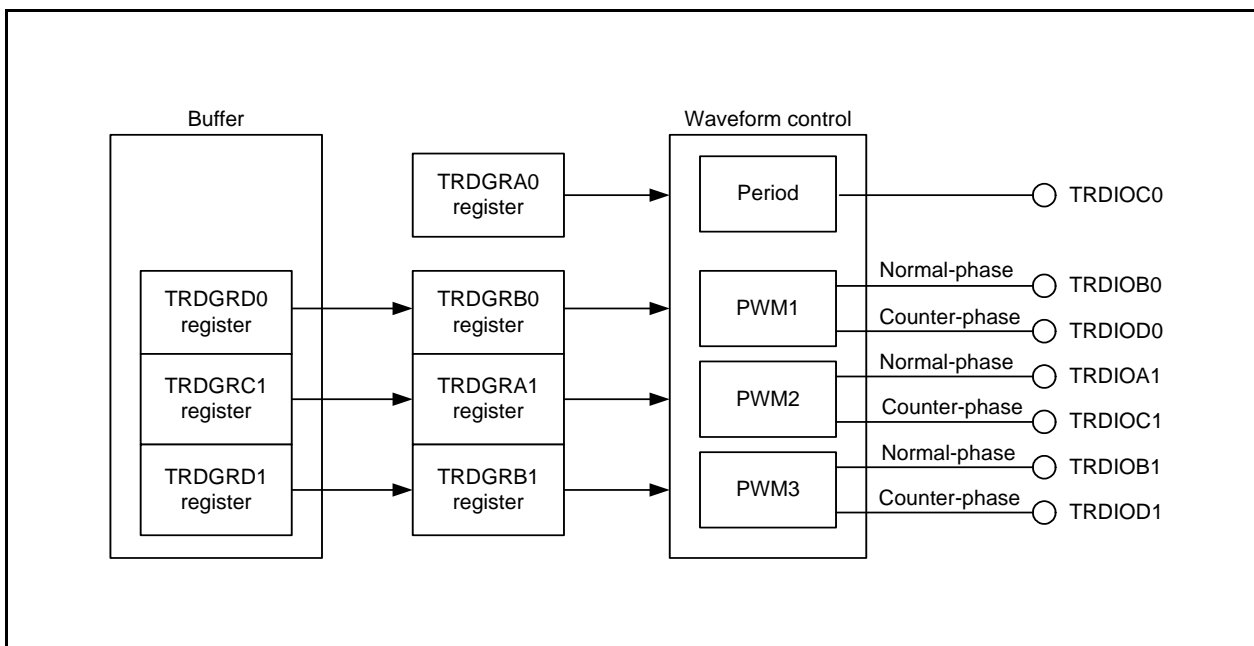 Buffer
Waveform control
TRDGRA0
register
Period
TRDIOC0
TRDGRD0
register
TRDGRB0
register
PWM1
Normal-phase
TRDIOB0
Counter-phase
TRDIOD0
TRDGRC1
register
TRDGRA1
register
PWM2
Normal-phase
TRDIOA1
Counter-phase
TRDIOC1
TRDGRD1
register
TRDGRB1
register
PWM3
Normal-phase
TRDIOB1
Counter-phase
TRDIOD1